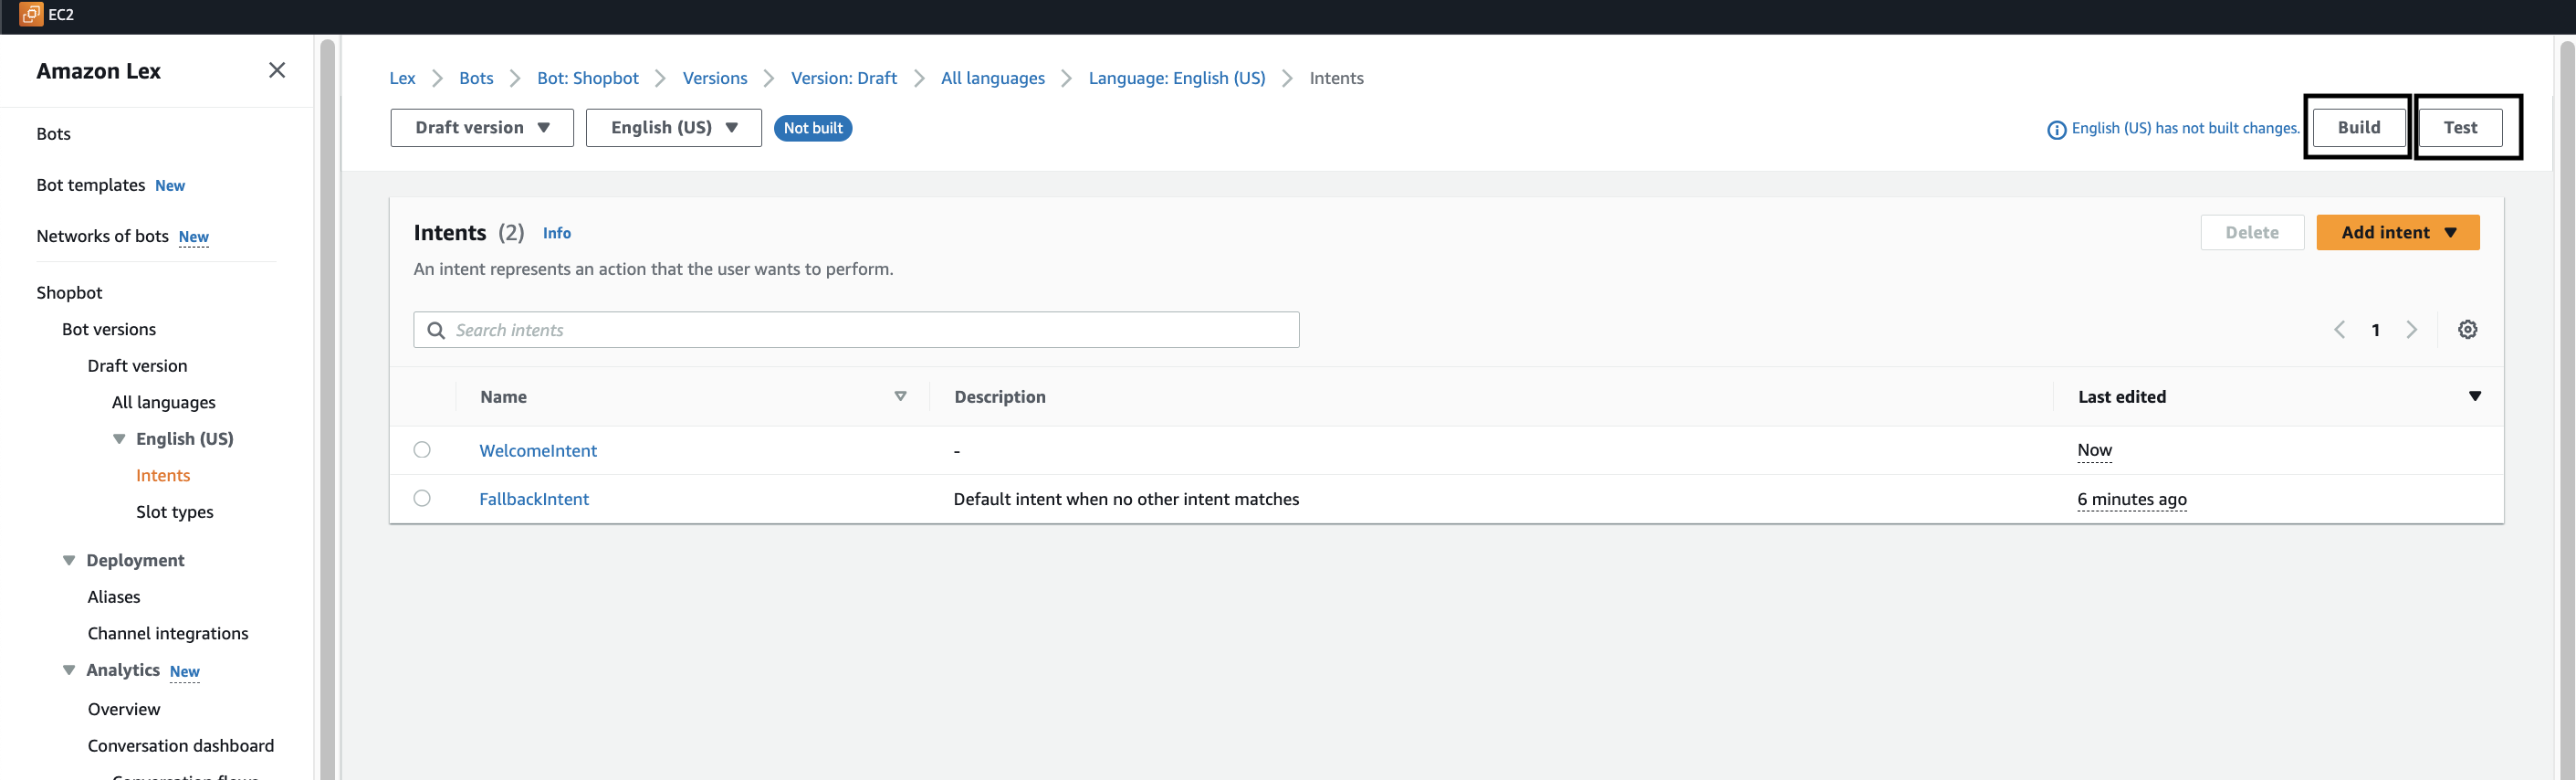 EC2
Amazon Lex
Bots
Bot templates New
Networks of bots New
Shopbot
Bot versions
Draft version
All languages
English (US)
Intents
Slot types
Deployment
Aliases
Channel integrations
Analytics New
Overview
Conversation dashboard
Conversation flows
Lex Bots Bot: Shopbot Versions Version: Draft All languages Language: English (US) Intents
Draft version English (US) Not built English (US) has not built changes. Build Test
Intents (2) Info Delete Add intent
An intent represents an action that the user wants to perform.
Search intents 1
Name Description Last edited
WelcomeIntent - Now
FallbackIntent Default intent when no other intent matches 6 minutes ago